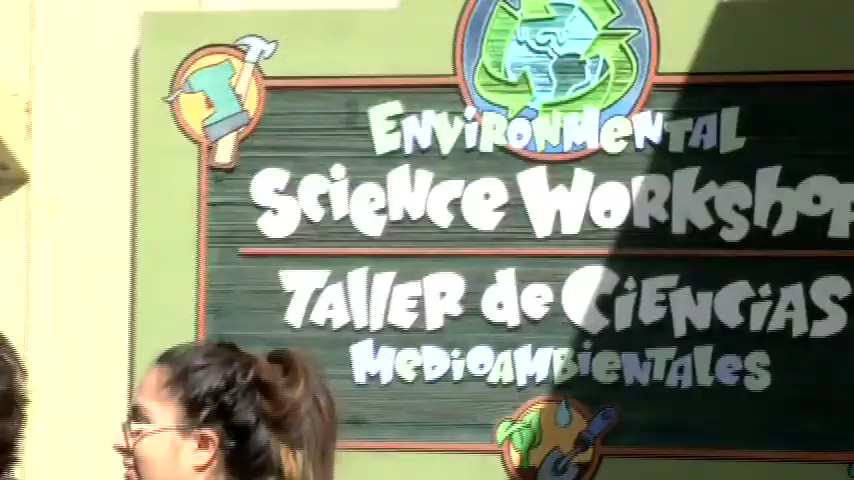 Environmental
Science Workshop
Taller de Ciencias
Medioambientales